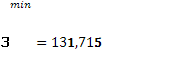 min
3 = 131,715